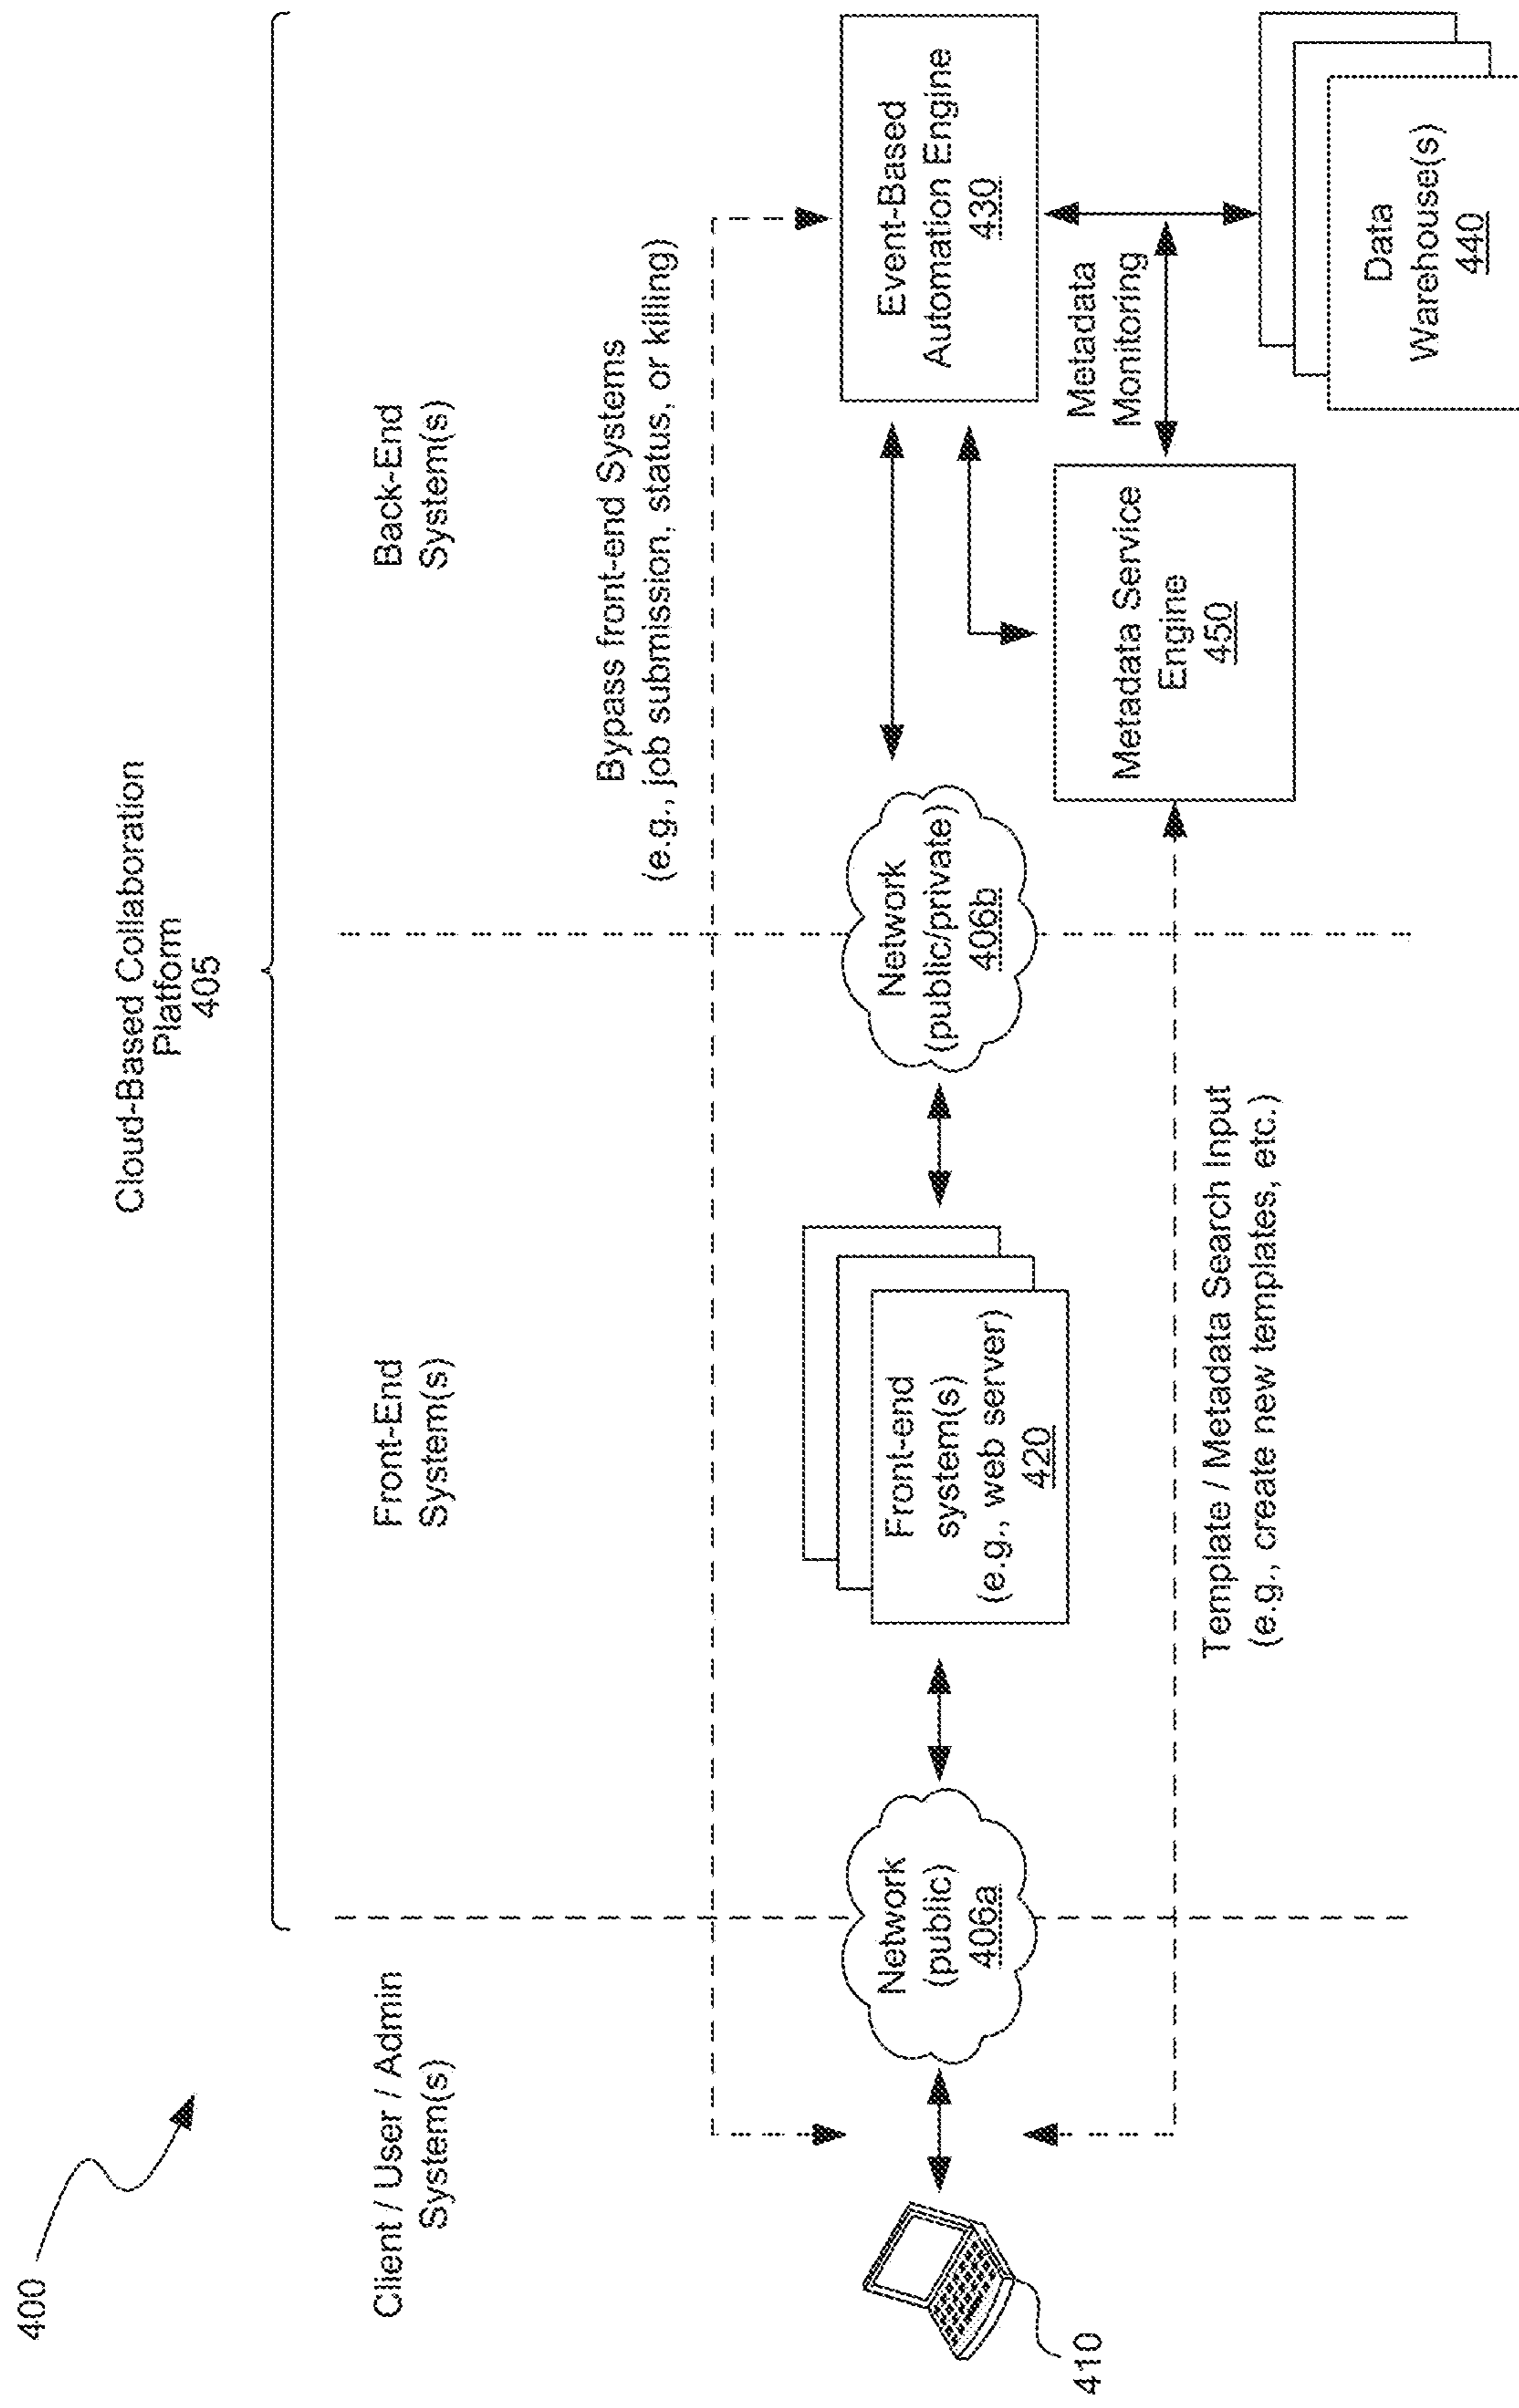 400
Cloud-Based Collaboration
Platform
405
Client / User / Admin
System(s)
Front-End
System(s)
Back-End
System(s)
Bypass front-end Systems
(e.g., job submission, status, or killing)
410
Network
(public)
406a
Front-end
system(s)
(e.g., web server)
420
Network
(public/private)
406b
Event-Based
Automation Engine
430
Metadata
Monitoring
Metadata Service
Engine
450
Data
Warehouse(s)
440
Template / Metadata Search Input
(e.g., create new templates, etc.)